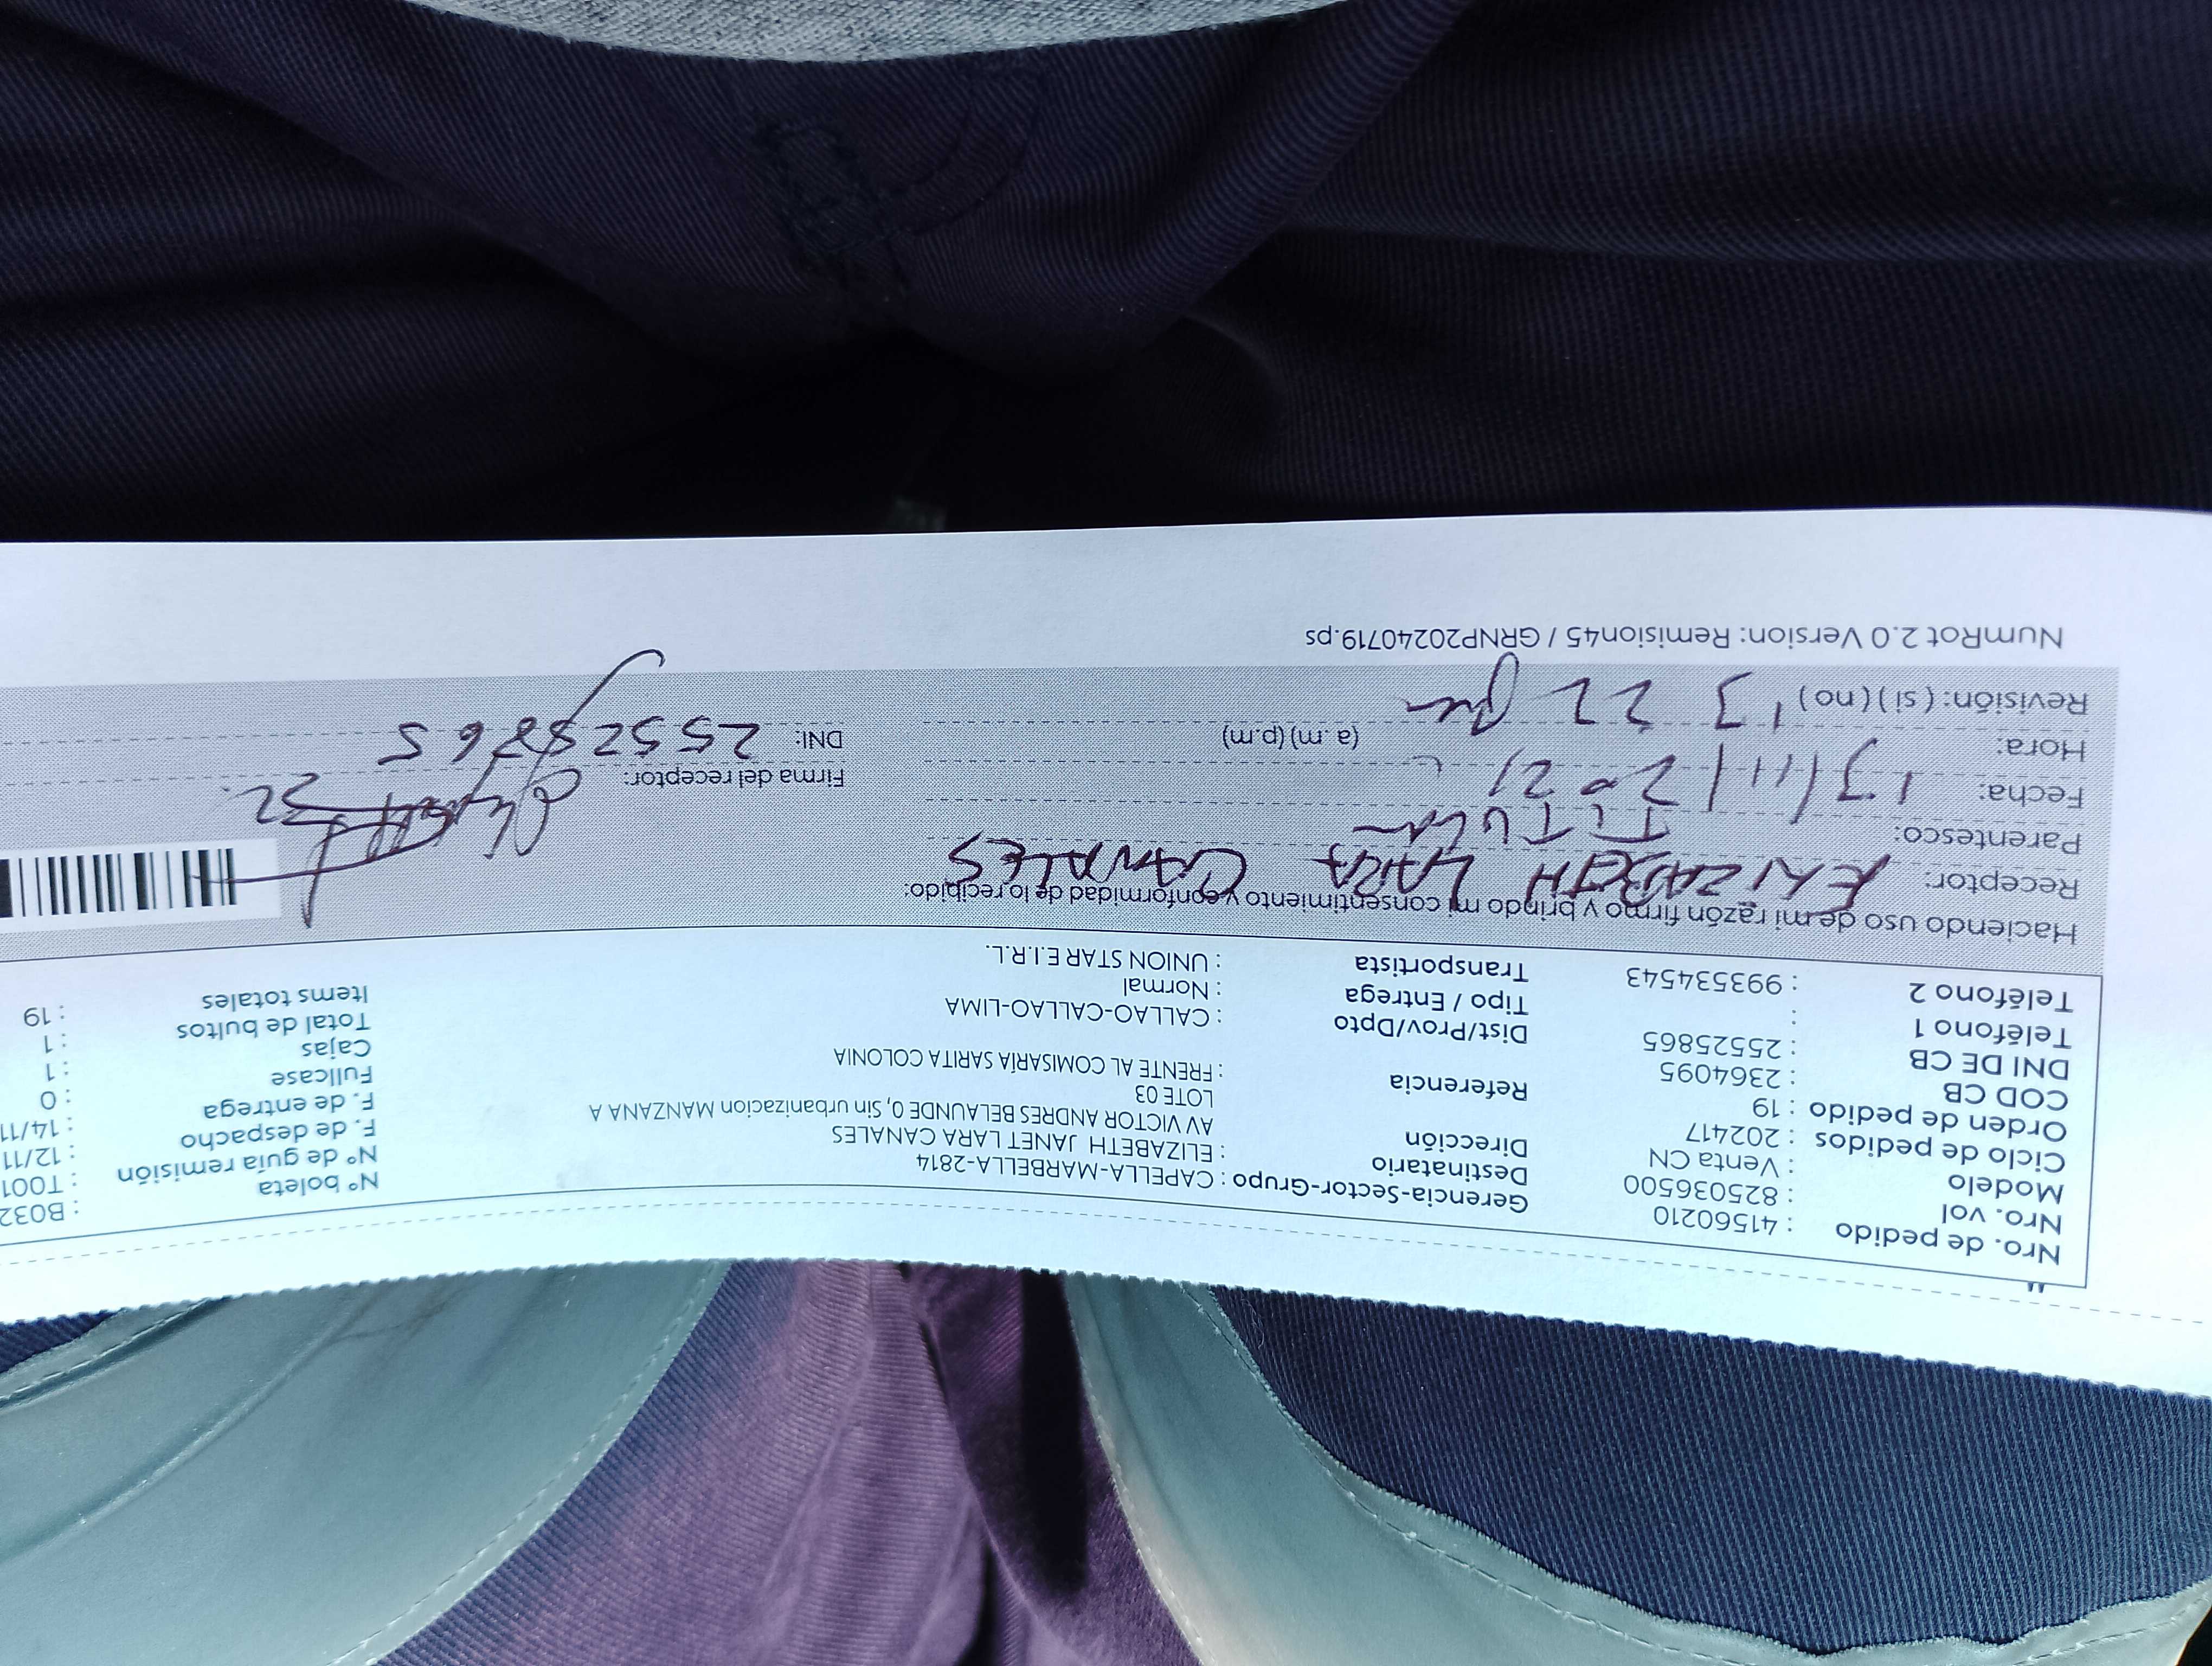 Nro. de pedido : 41560210
Nro. vol : 825036500
Modelo : Venta CN
Ciclo de pedidos : 202417
Orden de pedido : 19
COD CB : 2364095
DNI DE CB : 25525865
Teléfono 1 :
Teléfono 2 : 993534543
Gerencia-Sector-Grupo : CAPELLA-MARBELLA-2814
Destinatario : ELIZABETH JANET LARA CANALES
Dirección AV VICTOR ANDRES BELAUNDE 0, Sin urbanizacion MANZANA A
LOTE 03
Referencia : FRENTE AL COMISARÍA SARITA COLONIA
Dist/Prov/Dpto : CALLAO-CALLAO-LIMA
Tipo / Entrega : Normal
Transportista : UNION STAR E.I.R.L.
Nº boleta : B032
Nº de guía remisión : T001
F. de despacho : 12/11
F. de entrega : 14/11
Fullcase : 0
Cajas : 1
Total de bultos : 1
Items totales : 19
Haciendo uso de mi razón firmo y brindo mi consentimiento y conformidad de lo recibido:
Receptor: ELIZABETH LARA CANALES
Parentesco: TITULAR
Fecha: 13/11/202
Hora: (a. m) (p.m)
Revisión: ( si ) ( no ) 1'3 22 pm
Firma del receptor:
DNI: 25525865
NumRot 2.0 Version: Remision45 / GRNP20240719.ps